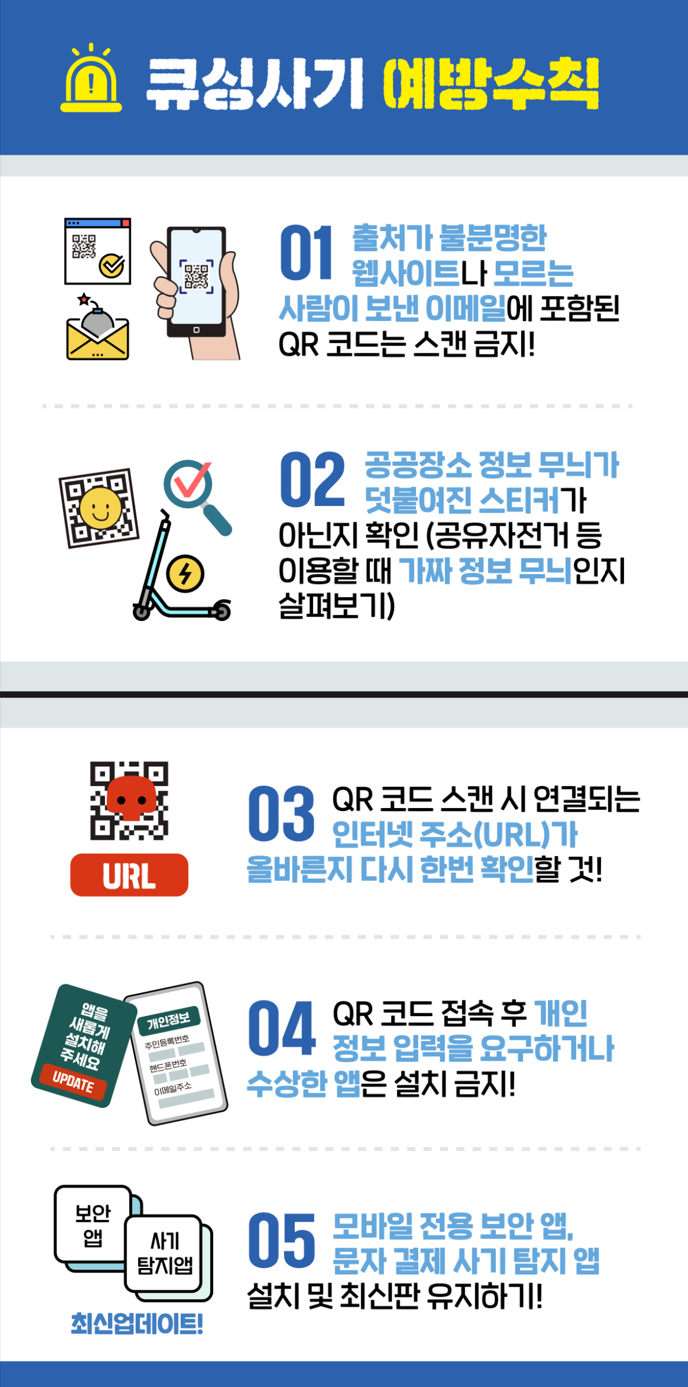 큐싱사기 예방수칙
01 출처가 불분명한
웹사이트나 모르는
사람이 보낸 이메일에 포함된
QR 코드는 스캔 금지!
02 공공장소 정보 무늬가
덧붙여진 스티커가
아닌지 확인 (공유자전거 등
이용할 때 가짜 정보 무늬인지
살펴보기)
URL
03 QR 코드 스캔 시 연결되는
인터넷 주소(URL)가
올바른지 다시 한번 확인할 것!
앱을
새롭게
설치해
주세요
UPDATE
개인정보
주민등록번호
핸드폰번호
이메일주소
04 QR 코드 접속 후 개인
정보 입력을 요구하거나
수상한 앱은 설치 금지!
보안
앱
사기
탐지앱
최신업데이트!
05 모바일 전용 보안 앱,
문자 결제 사기 탐지 앱
설치 및 최신판 유지하기!